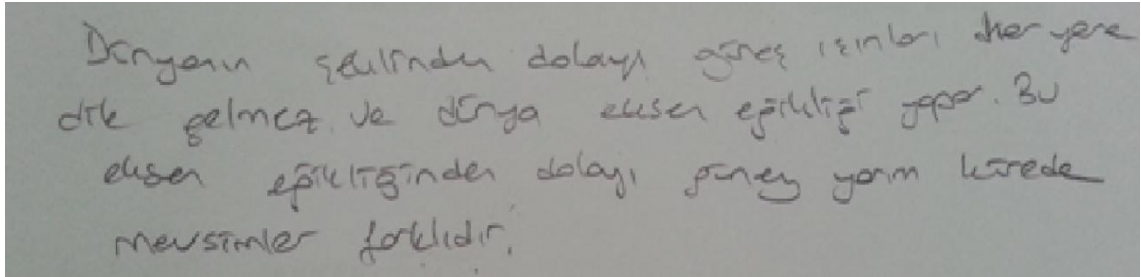 Dünyanın şeklinden dolayı güneş ışınları her yere
dik gelmez ve dünya eksen eğikliği yapar. Bu
eksen eğikliğinden dolayı güney yarım kürede
mevsimler farklıdır.